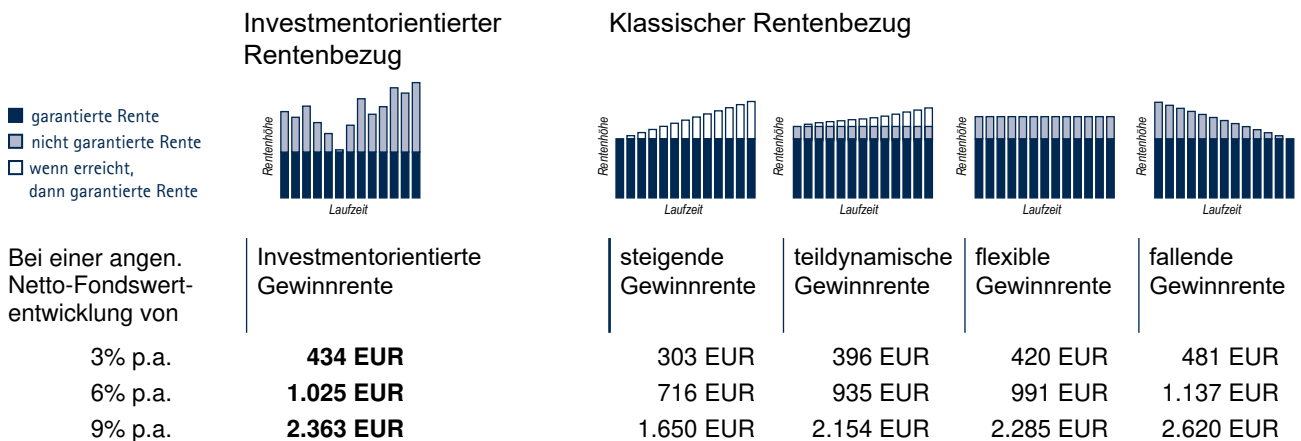 Investmentorientierter
Rentenbezug
Klassischer Rentenbezug
garantierte Rente
nicht garantierte Rente
wenn erreicht,
dann garantierte Rente
Rentenhöhe
Laufzeit
Rentenhöhe
Laufzeit
Rentenhöhe
Laufzeit
Rentenhöhe
Laufzeit
Rentenhöhe
Laufzeit
Bei einer angen.
Netto-Fondswert-
entwicklung von
Investmentorientierte
Gewinnrente
steigende
Gewinnrente
teildynamische
Gewinnrente
flexible
Gewinnrente
fallende
Gewinnrente
3% p.a. 434 EUR 303 EUR 396 EUR 420 EUR 481 EUR
6% p.a. 1.025 EUR 716 EUR 935 EUR 991 EUR 1.137 EUR
9% p.a. 2.363 EUR 1.650 EUR 2.154 EUR 2.285 EUR 2.620 EUR